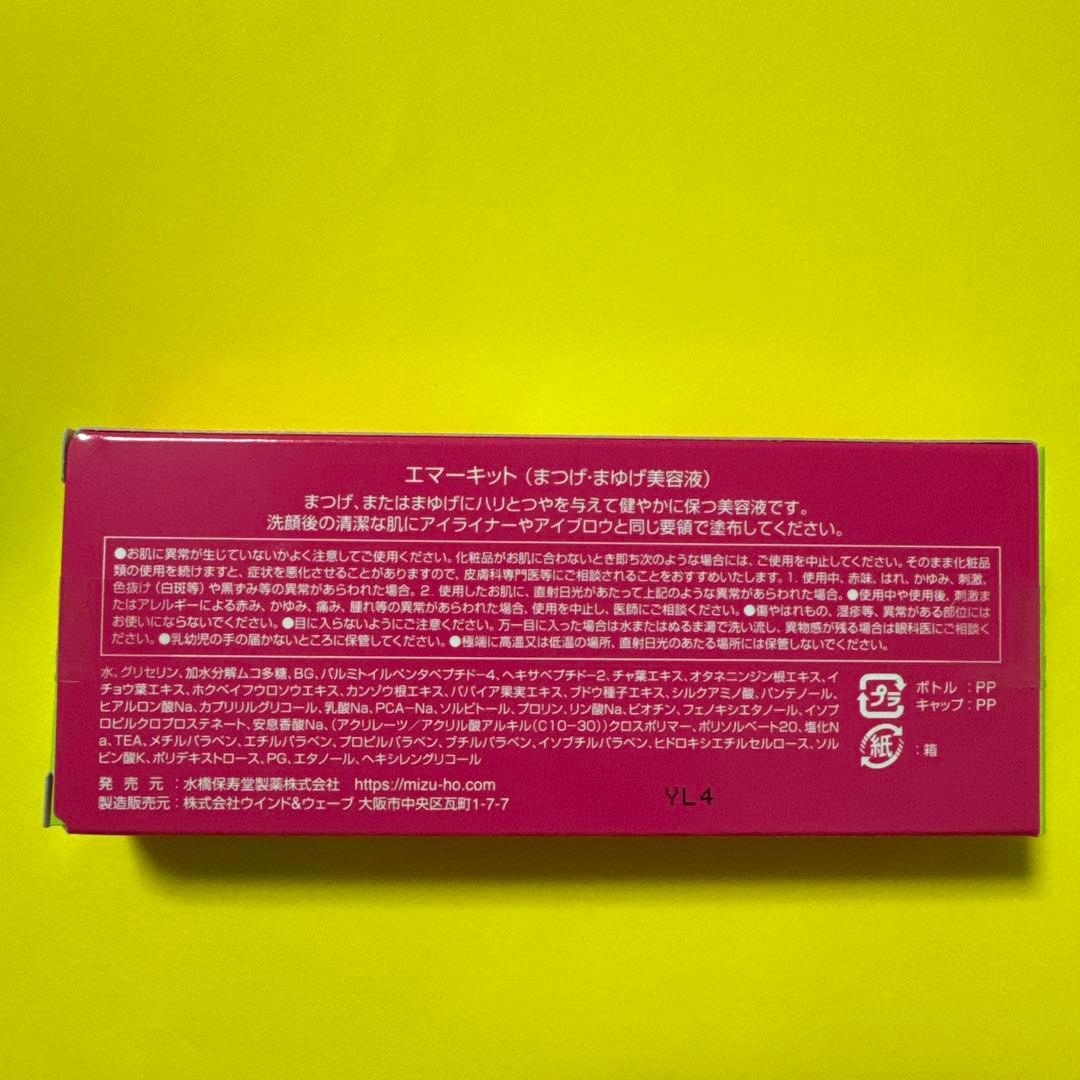 エマーキット（まつげ・まゆげ美容液）
まつげ、またはまゆげにハリとつやを与えて健やかに保つ美容液です。
洗顔後の清潔な肌にアイライナーやアイブロウと同じ要領で塗布してください。
●お肌に異常が生じていないかよく注意してご使用ください。化粧品がお肌に合わないとき即ち次のような場合には、ご使用を中止してください。そのまま化粧品
類の使用を続けますと、症状を悪化させることがありますので、皮膚科専門医等にご相談されることをおすすめいたします。1. 使用中、赤味、はれ、かゆみ、刺激、
色抜け（白斑等）や黒ずみ等の異常があらわれた場合。2. 使用したお肌に、直射日光があたって上記のような異常があらわれた場合。●使用中や使用後、刺激ま
たはアレルギーによる赤み、かゆみ、痛み、腫れ等の異常があらわれた場合、使用を中止し、医師にご相談ください。●傷やはれもの、湿疹等、異常がある部位には
お使いにならないでください。●目に入らないようにご注意ください。万一目に入った場合は水またはぬるま湯で洗い流し、異物感が残る場合は眼科医にご相談く
ださい。●乳幼児の手の届かないところに保管してください。●極端に高温又は低温の場所、直射日光のあたる場所には保管しないでください。
水、グリセリン、加水分解ムコ多糖、BG、パルミトイルペンタペプチド-4、ヘキサペプチド-2、チャ葉エキス、オタネニンジン根エキス、イ
チョウ葉エキス、ホクベイフウロソウエキス、カンゾウ根エキス、パパイア果実エキス、ブドウ種子エキス、シルクアミノ酸、パンテノール、
ヒアルロン酸Na、カプリリルグリコール、乳酸Na、PCA-Na、ソルビトール、プロリン、リン酸Na、ビオチン、フェノキシエタノール、イソプ
ロピルクロプロステネート、安息香酸Na、（アクリレーツ／アクリル酸アルキル（C10-30））クロスポリマー、ポリソルベート20、塩化N
a、TEA、メチルパラベン、エチルパラベン、プロピルパラベン、ブチルパラベン、イソブチルパラベン、ヒドロキシエチルセルロース、ソル
ビン酸K、ポリデキストロース、PG、エタノール、ヘキシレングリコール
プラ
ボトル：PP
キャップ：PP
紙
：箱
発売元：水橋保寿堂製薬株式会社 https://mizu-ho.com
製造販売元：株式会社ウインド&ウェーブ 大阪市中央区瓦町1-7-7
YL4